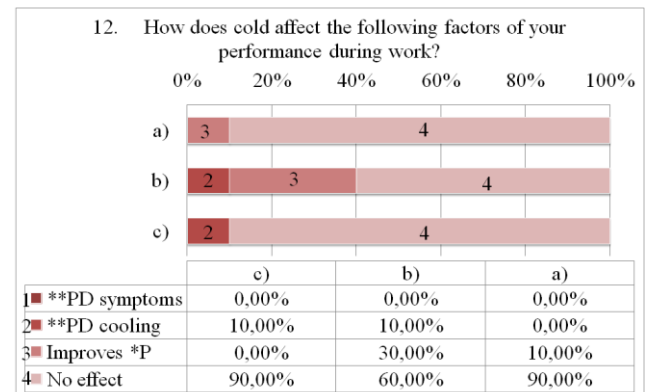 12. How does cold affect the following factors of your
performance during work?
0% 20% 40% 60% 80% 100%
a) 3 4
b) 2 3 4
c) 2 4
c) b) a)
1 **PD symptoms 0,00% 0,00% 0,00%
2 **PD cooling 10,00% 10,00% 0,00%
3 Improves *P 0,00% 30,00% 10,00%
4 No effect 90,00% 60,00% 90,00%